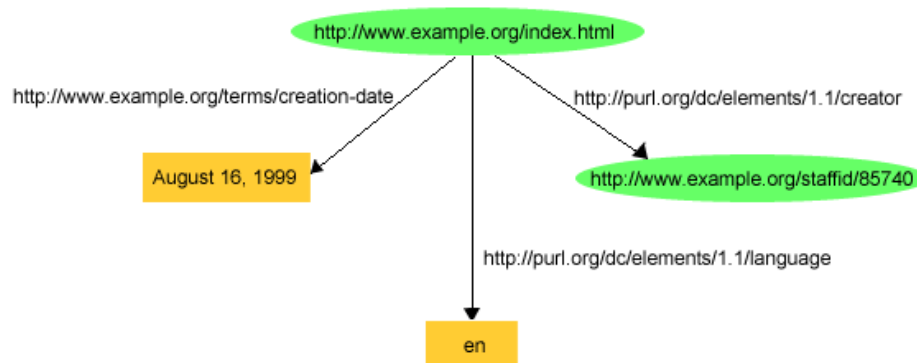 http://www.example.org/index.html
http://www.example.org/terms/creation-date
http://purl.org/dc/elements/1.1/creator
August 16, 1999
http://www.example.org/staffid/85740
http://purl.org/dc/elements/1.1/language
en